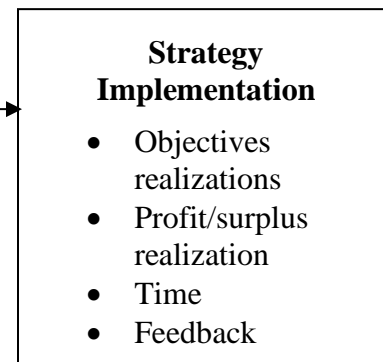 Strategy
Implementation
• Objectives
realizations
• Profit/surplus
realization
• Time
• Feedback